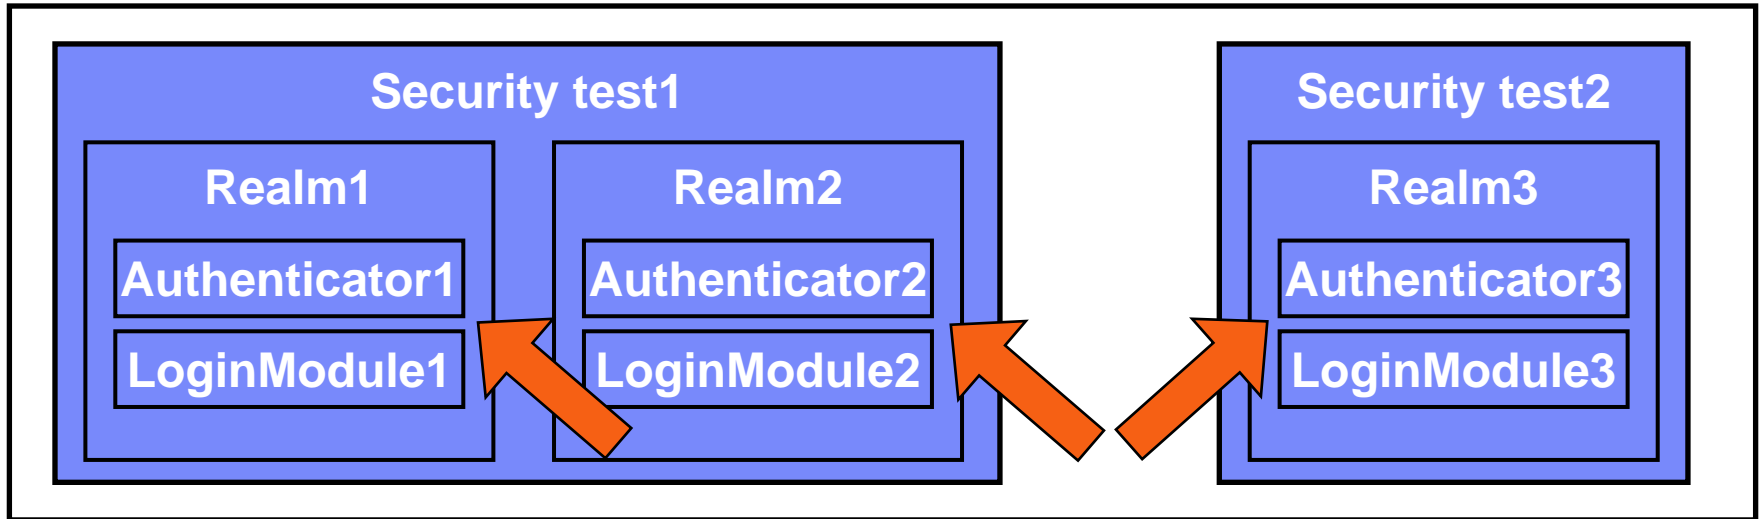 Security test1
Realm1
Authenticator1
LoginModule1
Realm2
Authenticator2
LoginModule2
Security test2
Realm3
Authenticator3
LoginModule3